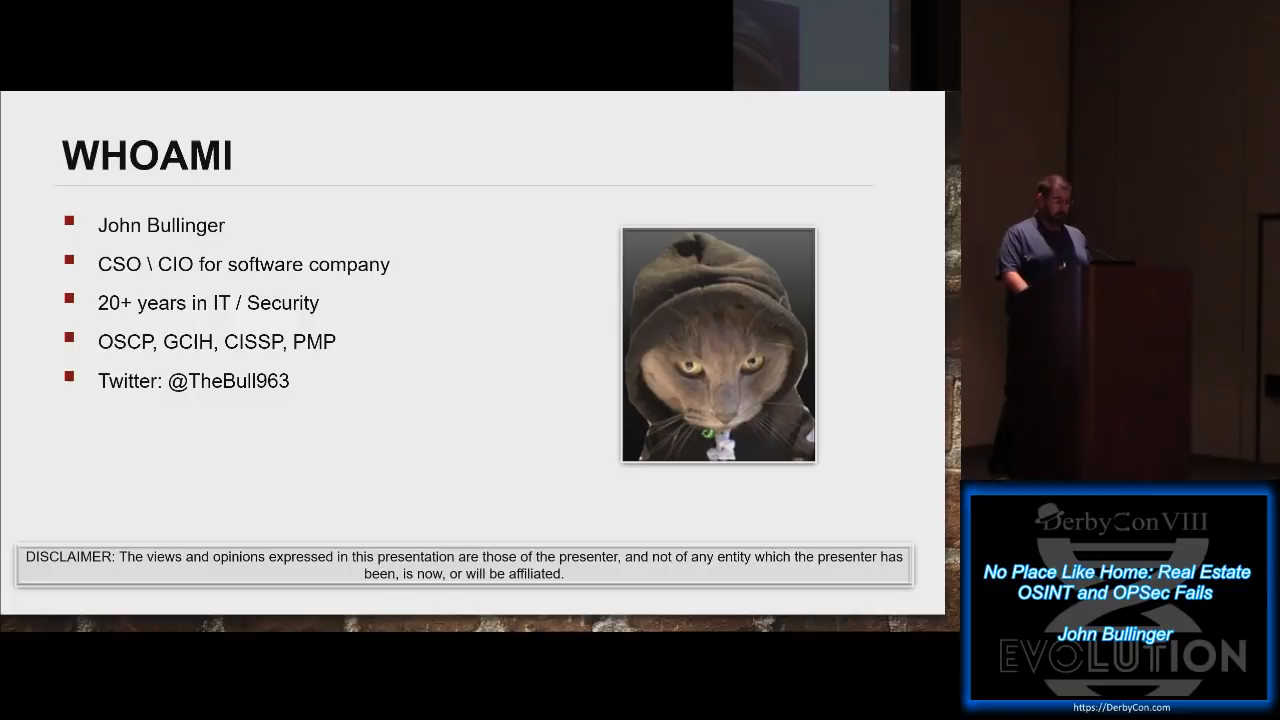 WHOAMI
John Bullinger
CSO \ CIO for software company
20+ years in IT / Security
OSCP, GCIH, CISSP, PMP
Twitter: @TheBull963
DISCLAIMER: The views and opinions expressed in this presentation are those of the presenter, and not of any entity which the presenter has
been, is now, or will be affiliated.
DerbyCon VIII
No Place Like Home: Real Estate
OSINT and OPSec Fails
John Bullinger
EVOLUTION
https://DerbyCon.com